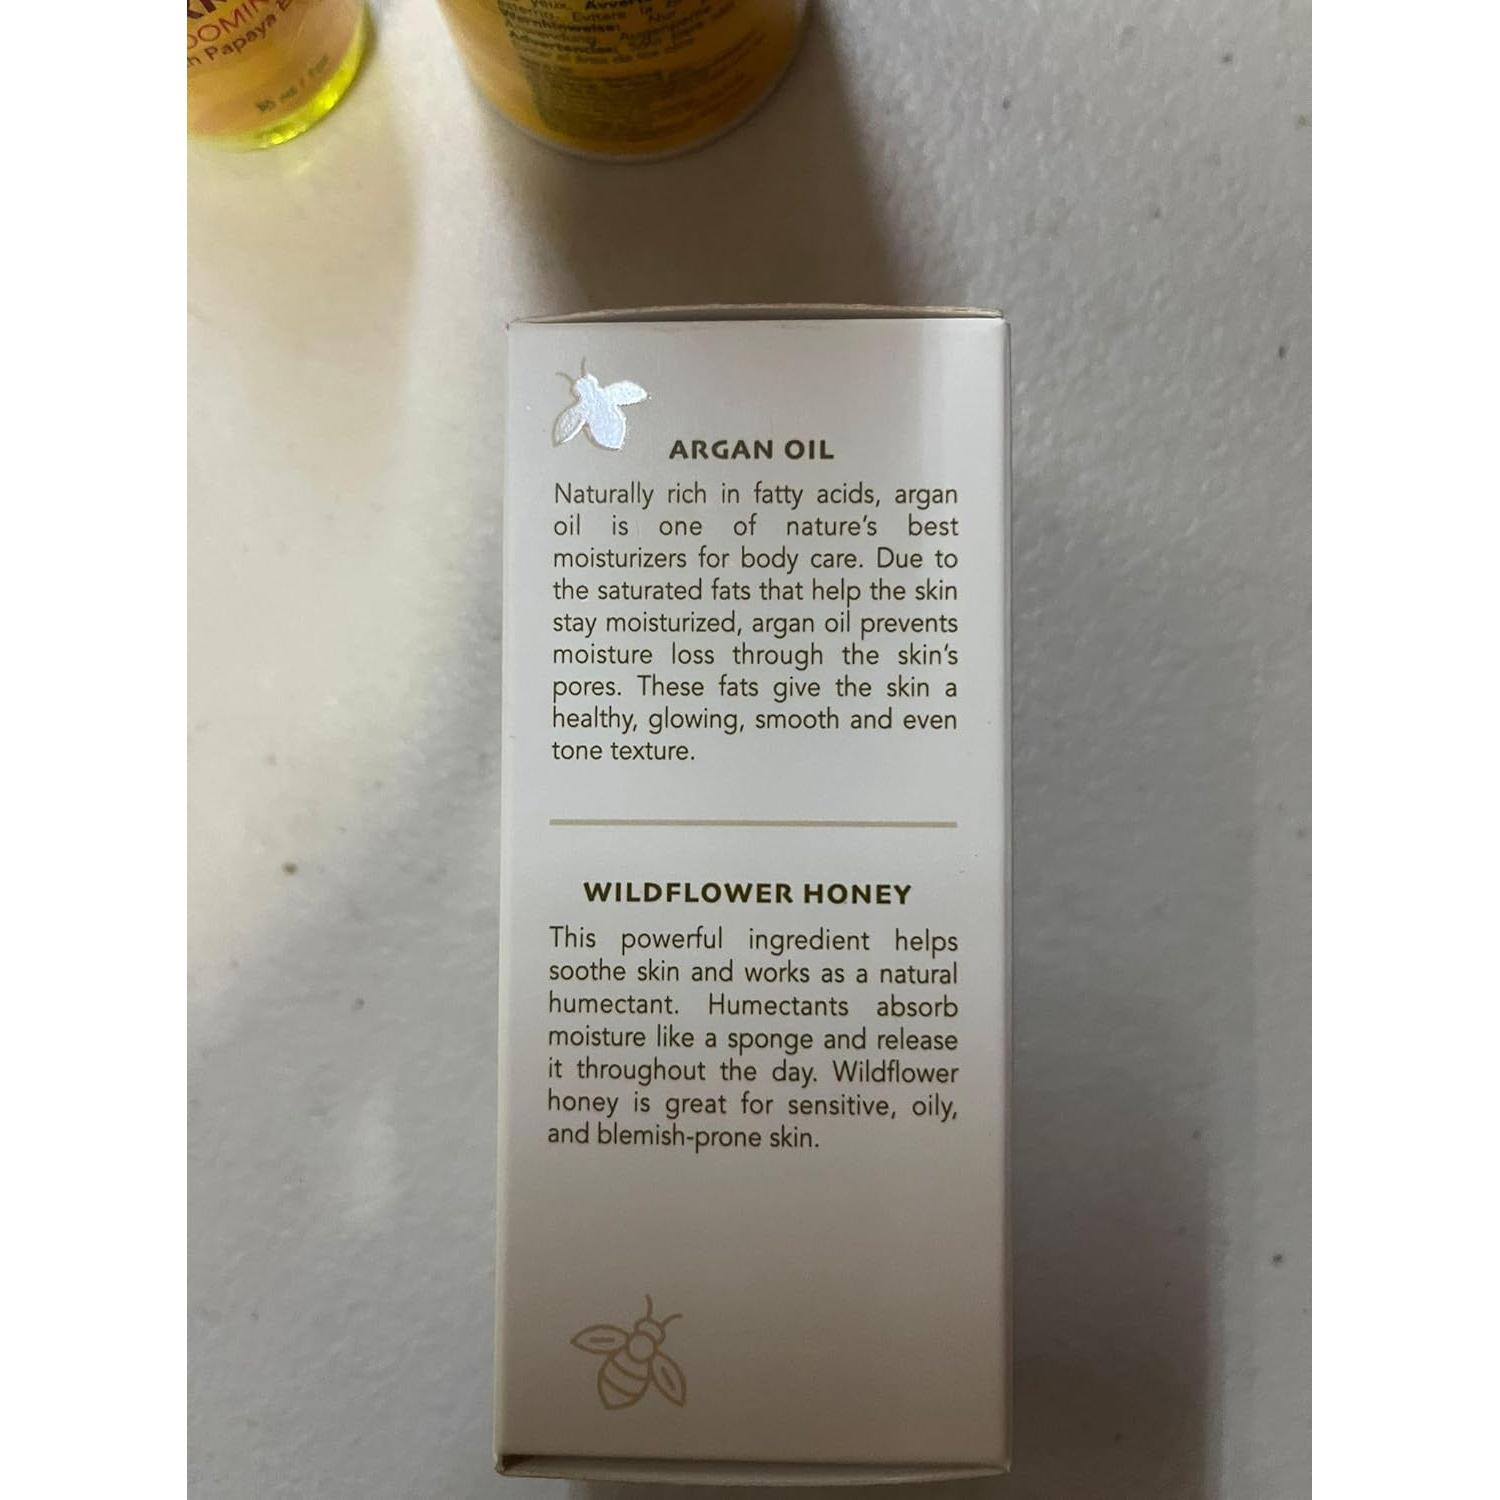 h Papaya
ARGAN OIL
Naturally rich in fatty acids, argan
oil is one of nature's best
moisturizers for body care. Due to
the saturated fats that help the skin
stay moisturized, argan oil prevents
moisture loss through the skin's
pores. These fats give the skin a
healthy, glowing, smooth and even
tone texture.
WILDFLOWER HONEY
This powerful ingredient helps
soothe skin and works as a natural
humectant. Humectants absorb
moisture like a sponge and release
it throughout the day. Wildflower
honey is great for sensitive, oily,
and blemish-prone skin.